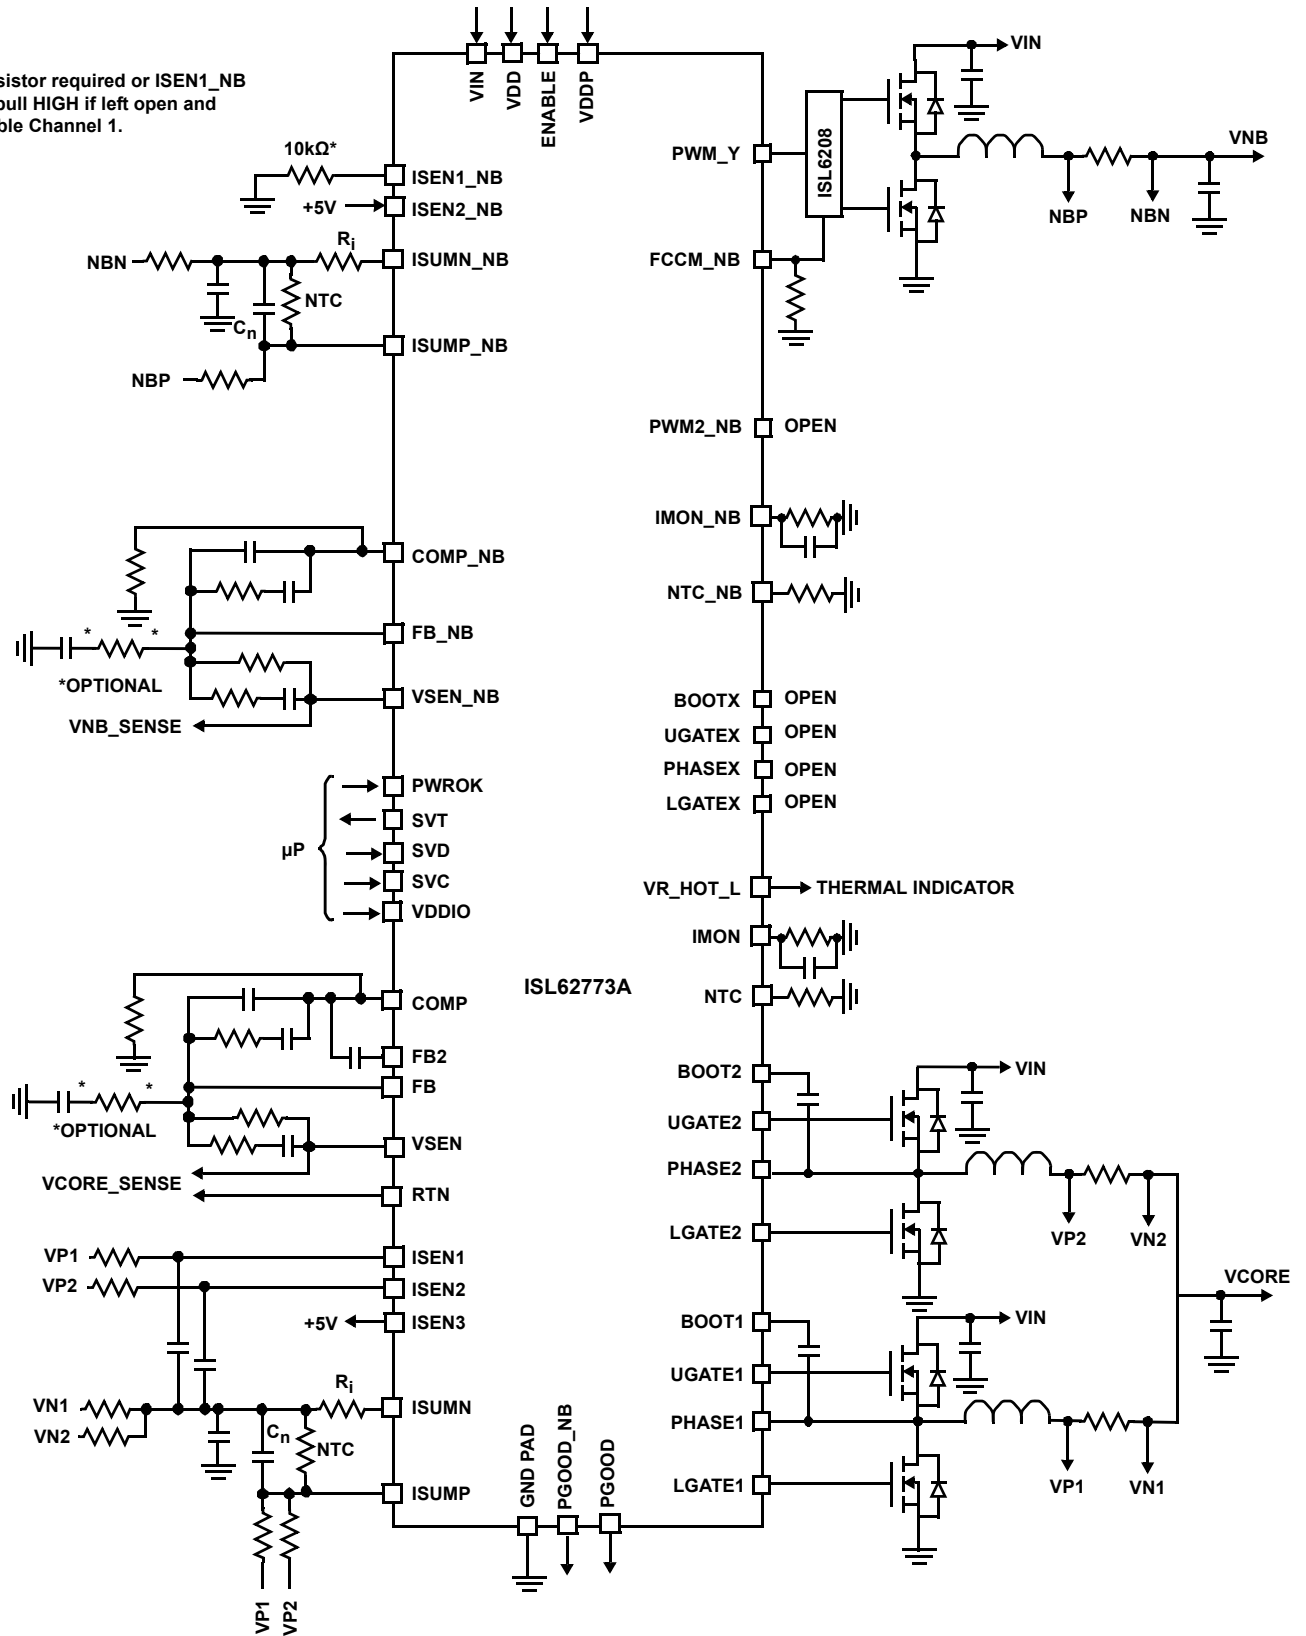 sistor required or ISEN1_NB
pull HIGH if left open and
ble Channel 1.
VIN
VDD
ENABLE
VDDP
10kΩ*
ISEN1_NB
+5V
ISEN2_NB
NBN
Ri
ISUMN_NB
NTC
Cn
ISUMP_NB
NBP
COMP_NB
FB_NB
*
*
*OPTIONAL
VSEN_NB
VNB_SENSE
µP
PWROK
SVT
SVD
SVC
VDDIO
COMP
FB2
FB
*
*
*OPTIONAL
VSEN
VCORE_SENSE
RTN
VP1
ISEN1
VP2
ISEN2
+5V
ISEN3
VN1
VN2
Ri
ISUMN
Cn
NTC
ISUMP
VP1
VP2
ISL62773A
GND PAD
PGOOD_NB
PGOOD
PWM_Y
ISL6208
VIN
VNB
NBP
NBN
FCCM_NB
PWM2_NB
OPEN
IMON_NB
NTC_NB
BOOTX
OPEN
UGATEX
OPEN
PHASEX
OPEN
LGATEX
OPEN
VR_HOT_L
THERMAL INDICATOR
IMON
NTC
BOOT2
VIN
UGATE2
PHASE2
LGATE2
VP2
VN2
VCORE
BOOT1
VIN
UGATE1
PHASE1
LGATE1
VP1
VN1